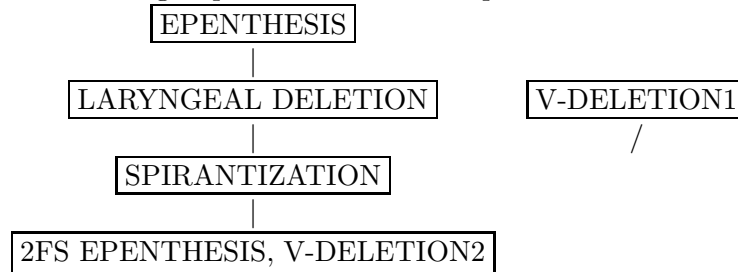 EPENTHESIS
LARYNGEAL DELETION V-DELETION1
SPIRANTIZATION
2FS EPENTHESIS, V-DELETION2